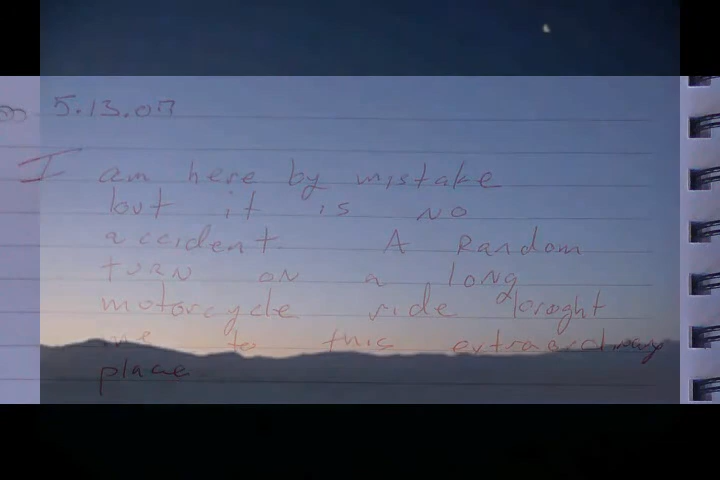 5.13.07
I am here by mistake
but it is no
accident. A Random
turn on a long
motorcycle ride broght
me to this extraordinary
place